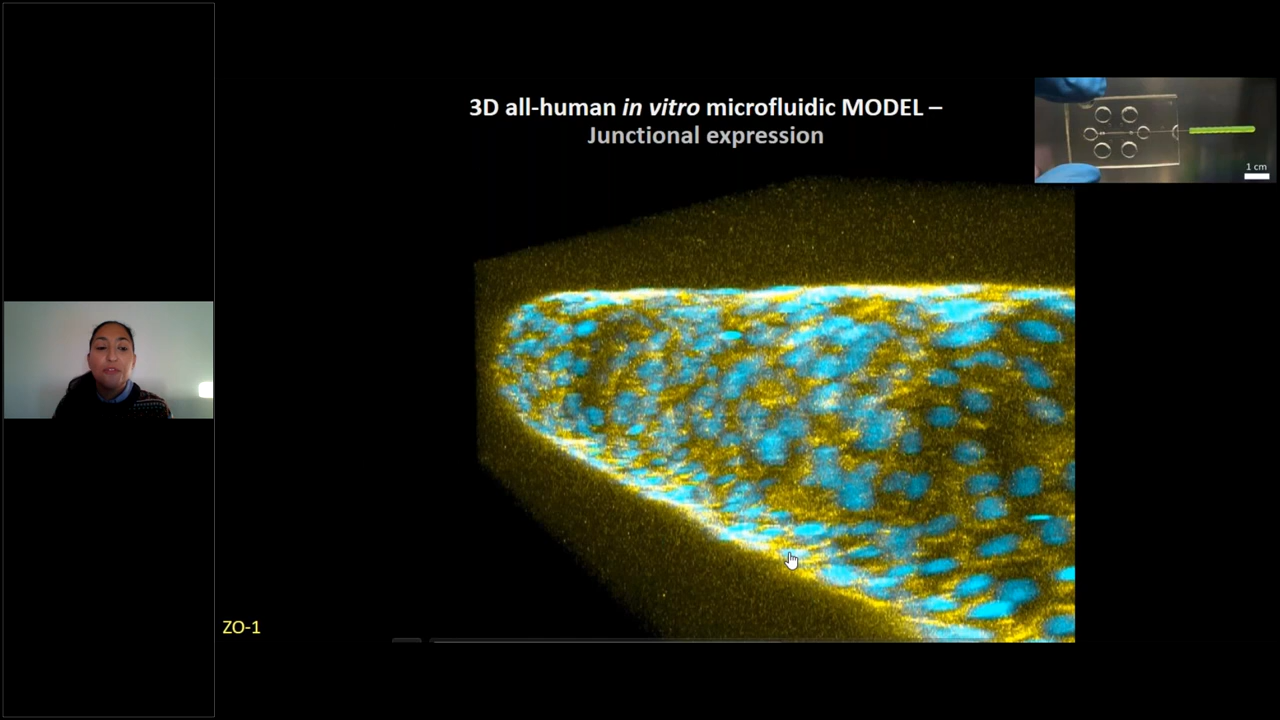 3D all-human in vitro microfluidic MODEL –
Junctional expression
1 cm
ZO-1